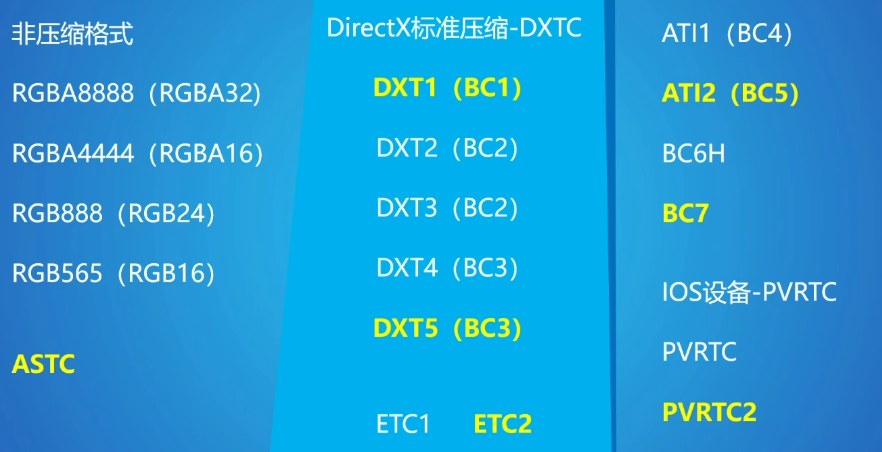 非压缩格式
RGBA8888（RGBA32)
RGBA4444（RGBA16）
RGB888（RGB24）
RGB565（RGB16）
ASTC
DirectX标准压缩-DXTC
DXT1（BC1）
DXT2（BC2）
DXT3（BC2）
DXT4（BC3）
DXT5（BC3）
ETC1 ETC2
ATI1（BC4）
ATI2（BC5）
BC6H
BC7
IOS设备-PVRTC
PVRTC
PVRTC2